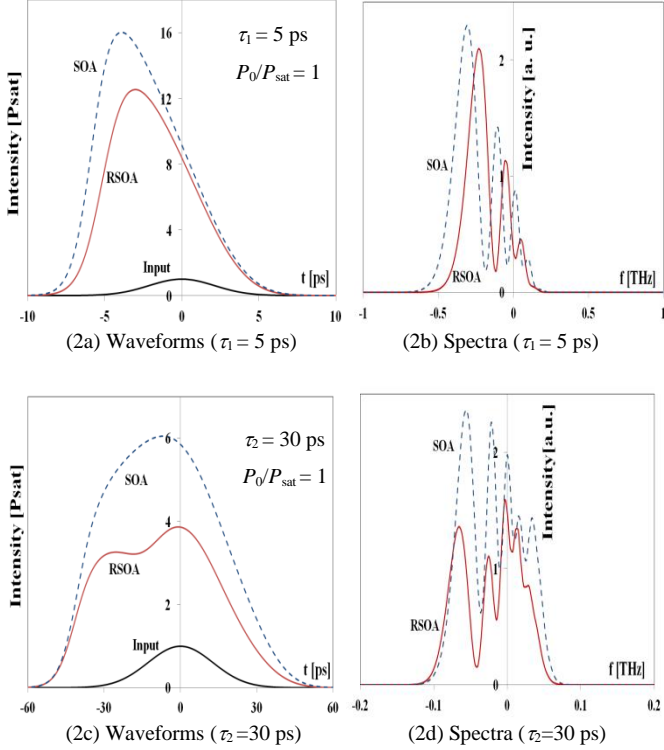 Intensity [Psat]
16
12
8
4
0
-10
-5
0
5
10
t [ps]
SOA
RSOA
Input
τ1 = 5 ps
P0/Psat = 1
(2a) Waveforms (τ1 = 5 ps)
Intensity [a. u.]
2
1
0
-1
-0.5
0
0.5
1
f [THz]
SOA
RSOA
(2b) Spectra (τ1 = 5 ps)
Intensity [Psat]
6
4
2
0
-60
-30
0
30
60
t [ps]
SOA
RSOA
Input
τ2 = 30 ps
P0/Psat = 1
(2c) Waveforms (τ2 =30 ps)
Intensity[a.u.]
2
1
0
-0.2
-0.1
0
0.1
0.2
f [THz]
SOA
RSOA
(2d) Spectra (τ2=30 ps)